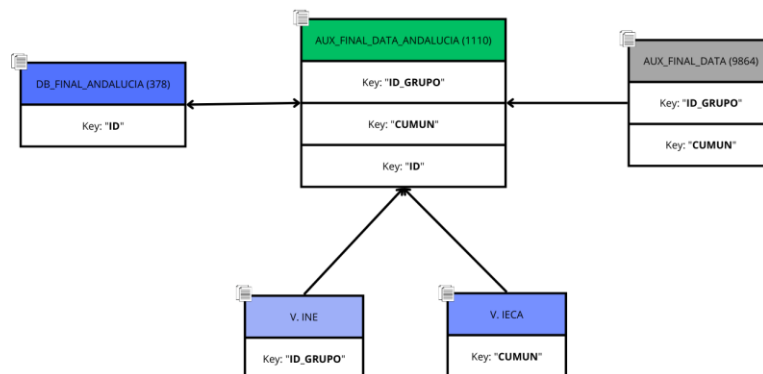 AUX_FINAL_DATA_ANDALUCIA (1110)
Key: "ID_GRUPO"
Key: "CUMUN"
Key: "ID"
DB_FINAL_ANDALUCIA (378)
Key: "ID"
AUX_FINAL_DATA (9864)
Key: "ID_GRUPO"
Key: "CUMUN"
V. INE
Key: "ID_GRUPO"
V. IECA
Key: "CUMUN"